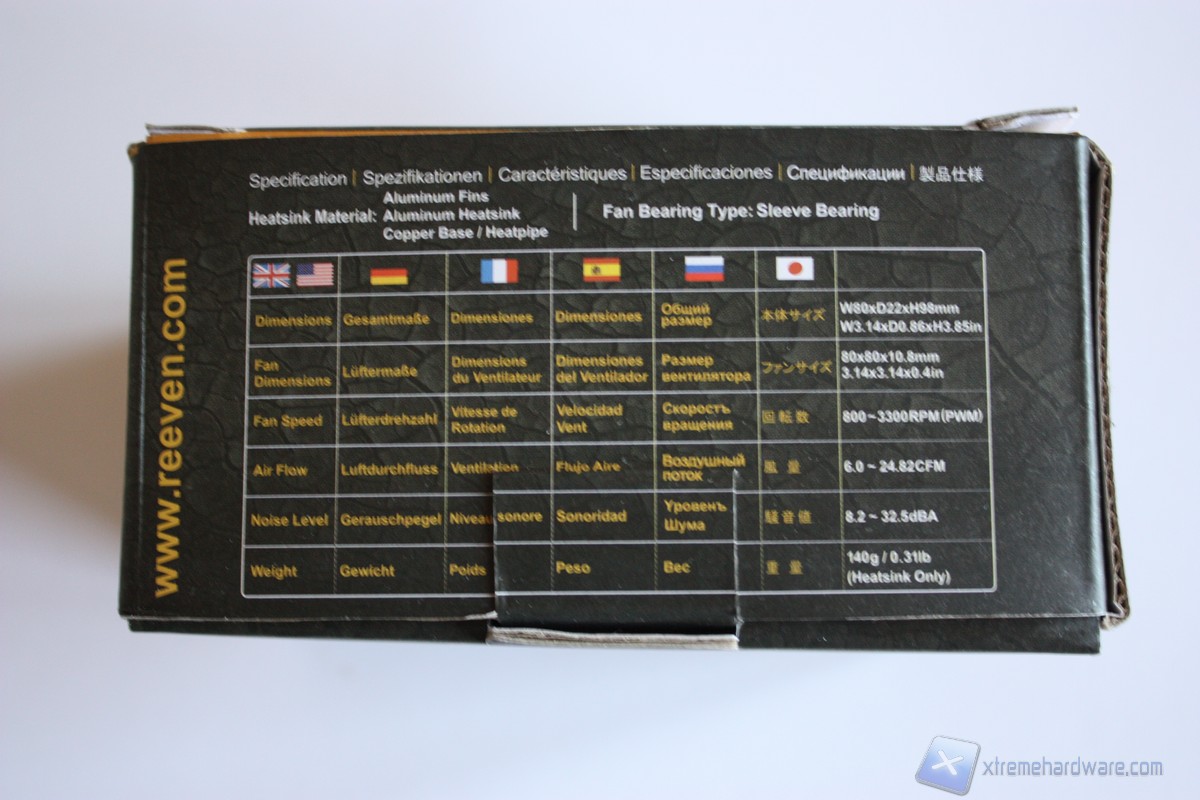 Specification | Spezifikationen | Caractéristiques | Especificaciones | Спецификации | 製品仕様
Heatsink Material: Aluminum Fins
Aluminum Heatsink
Copper Base / Heatpipe
Fan Bearing Type: Sleeve Bearing
Dimensions Gesamtmaße Dimensiones Dimensiones Общий размер 本体サイズ W80xD22xH98mm
W3.14xD0.86xH3.85in
Fan Dimensions Lüftermaße Dimensions du Ventilateur Dimensiones del Ventilador Размер вентилятора ファンサイズ 80x80x10.8mm
3.14x3.14x0.4in
Fan Speed Lüfterdrehzahl Vitesse de Rotation Velocidad Vent Скоростъ вращения 回転数 800~3300RPM(PWM)
Air Flow Luftdurchfluss Ventilation Flujo Aire Воздушный поток 風量 6.0 ~ 24.82CFM
Noise Level Gerauschpegel Niveau sonore Sonoridad Уровенъ Шума 騒音値 8.2 ~ 32.5dBA
Weight Gewicht Poids Peso Вес 重量 140g / 0.31lb
(Heatsink Only)
www.reeven.com
xtremehardware.com